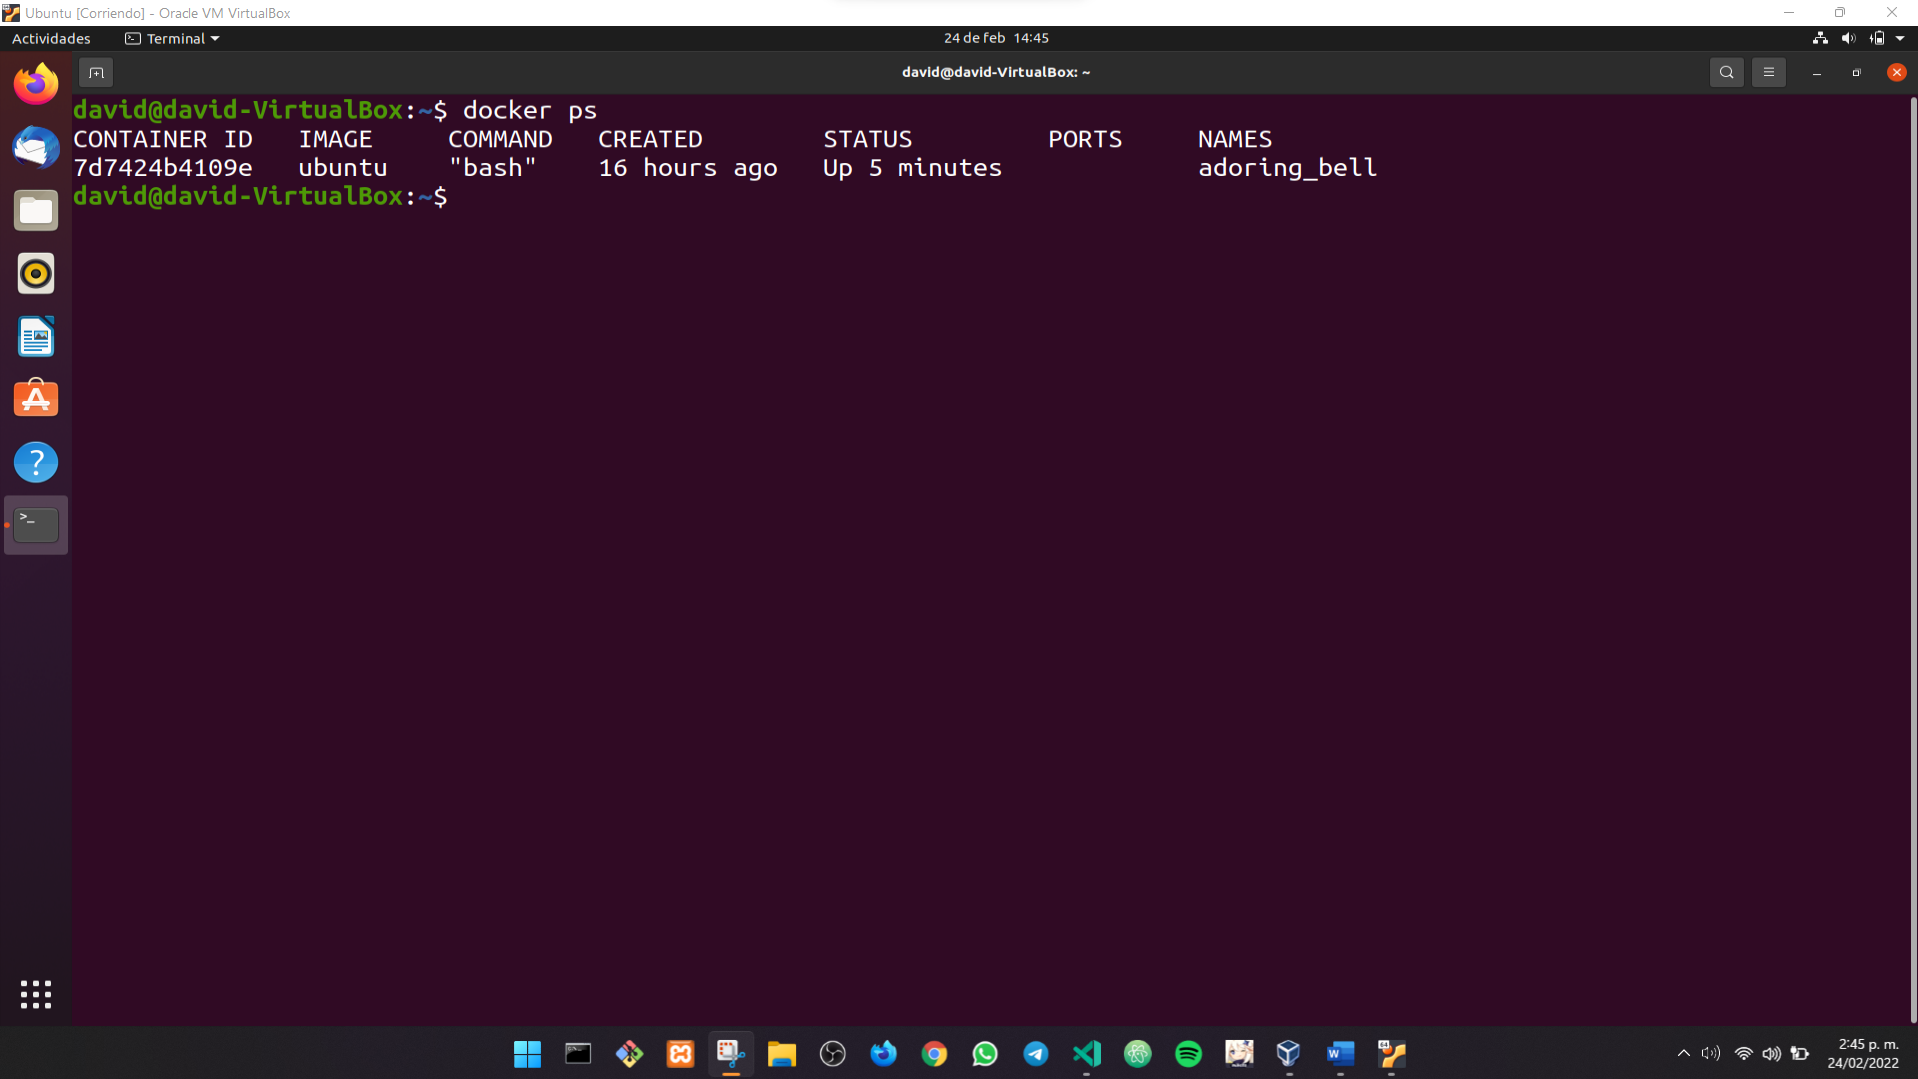 Ubuntu [Corriendo] - Oracle VM VirtualBox
Actividades Terminal 24 de feb 14:45
david@david-VirtualBox: ~
david@david-VirtualBox:~$ docker ps
CONTAINER ID IMAGE COMMAND CREATED STATUS PORTS NAMES
7d7424b4109e ubuntu "bash" 16 hours ago Up 5 minutes adoring_bell
david@david-VirtualBox:~$
2:45 p. m.
24/02/2022